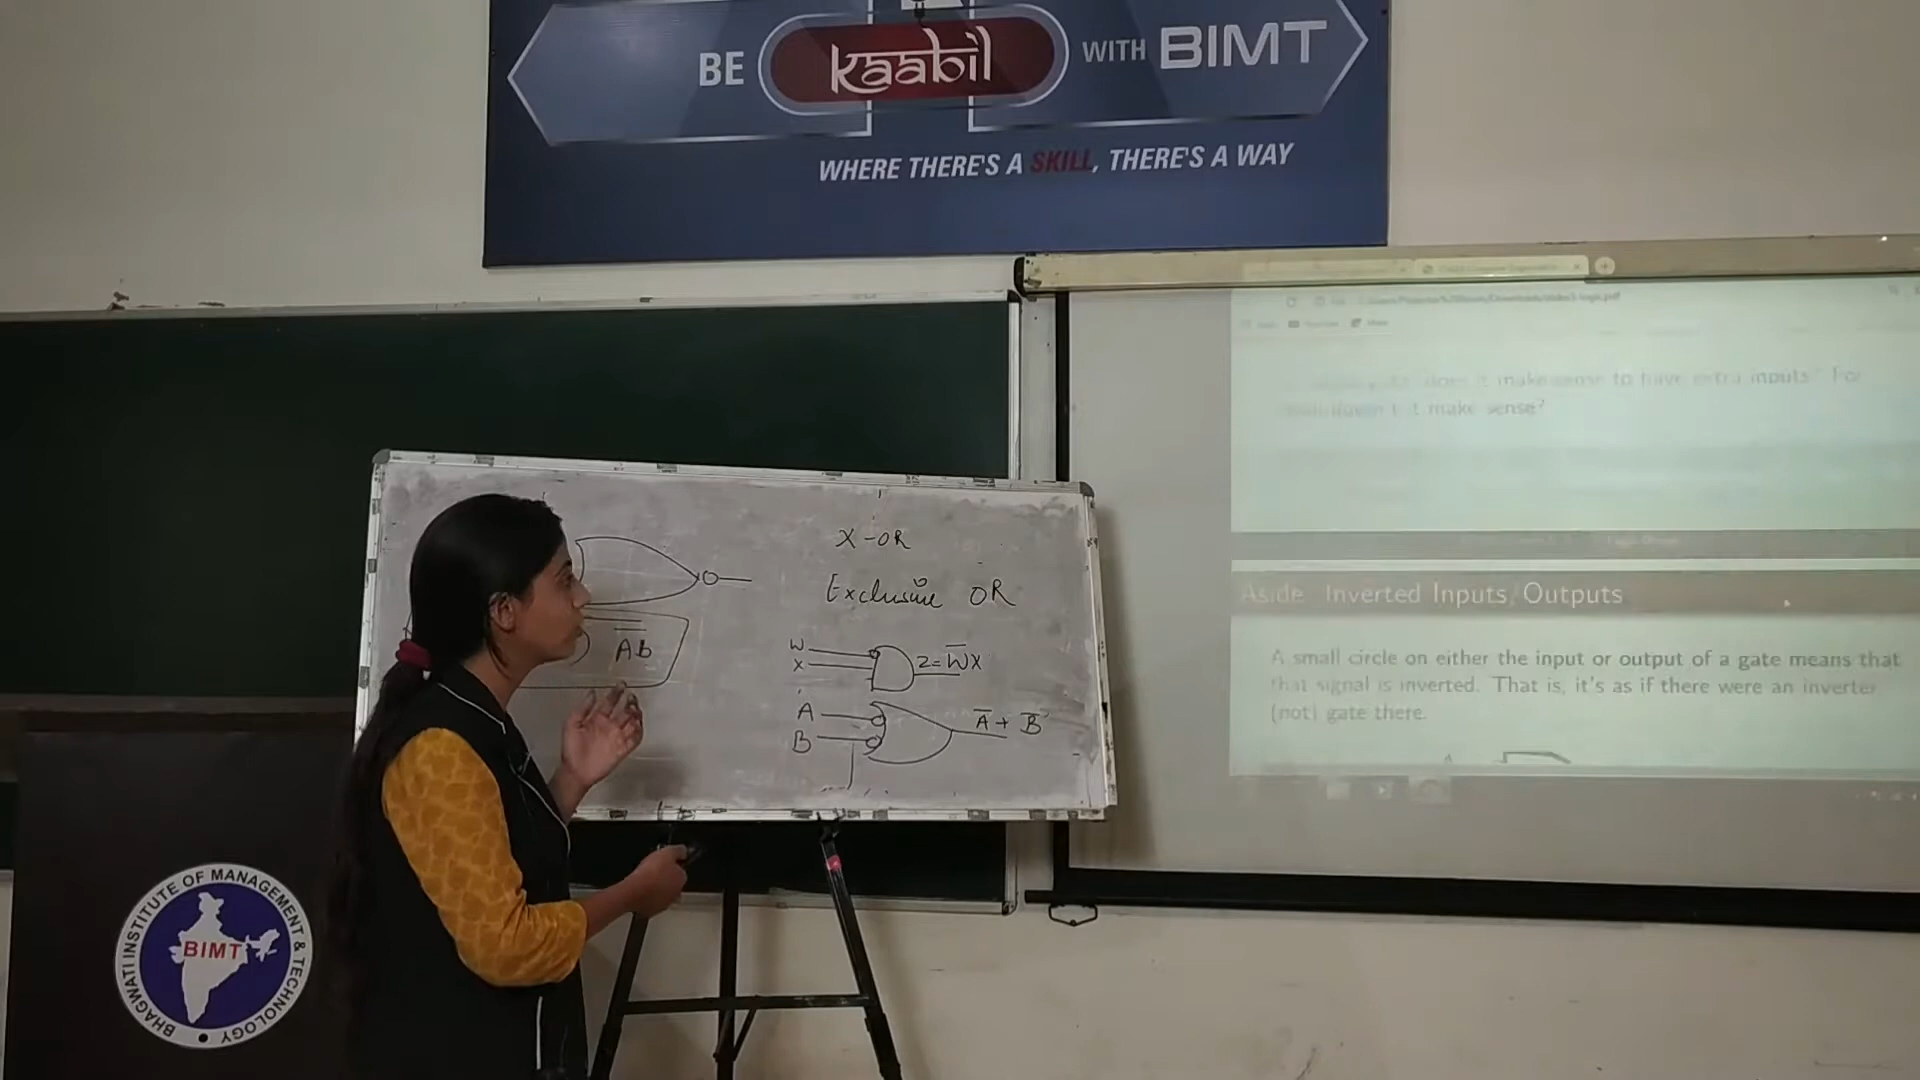 BE kaabil WITH BIMT
WHERE THERE'S A SKILL, THERE'S A WAY
does it make sense to have extra inputs? For
make sense?
Aside: Inverted Inputs, Outputs
A small circle on either the input or output of a gate means that
that signal is inverted. That is, it's as if there were an inverter
(not) gate there.
X-OR
Exclusive OR
W
X
Z=W̅X
A
B
A̅ + B̅
A̅b̅
BHAGWATI INSTITUTE OF MANAGEMENT & TECHNOLOGY
BIMT